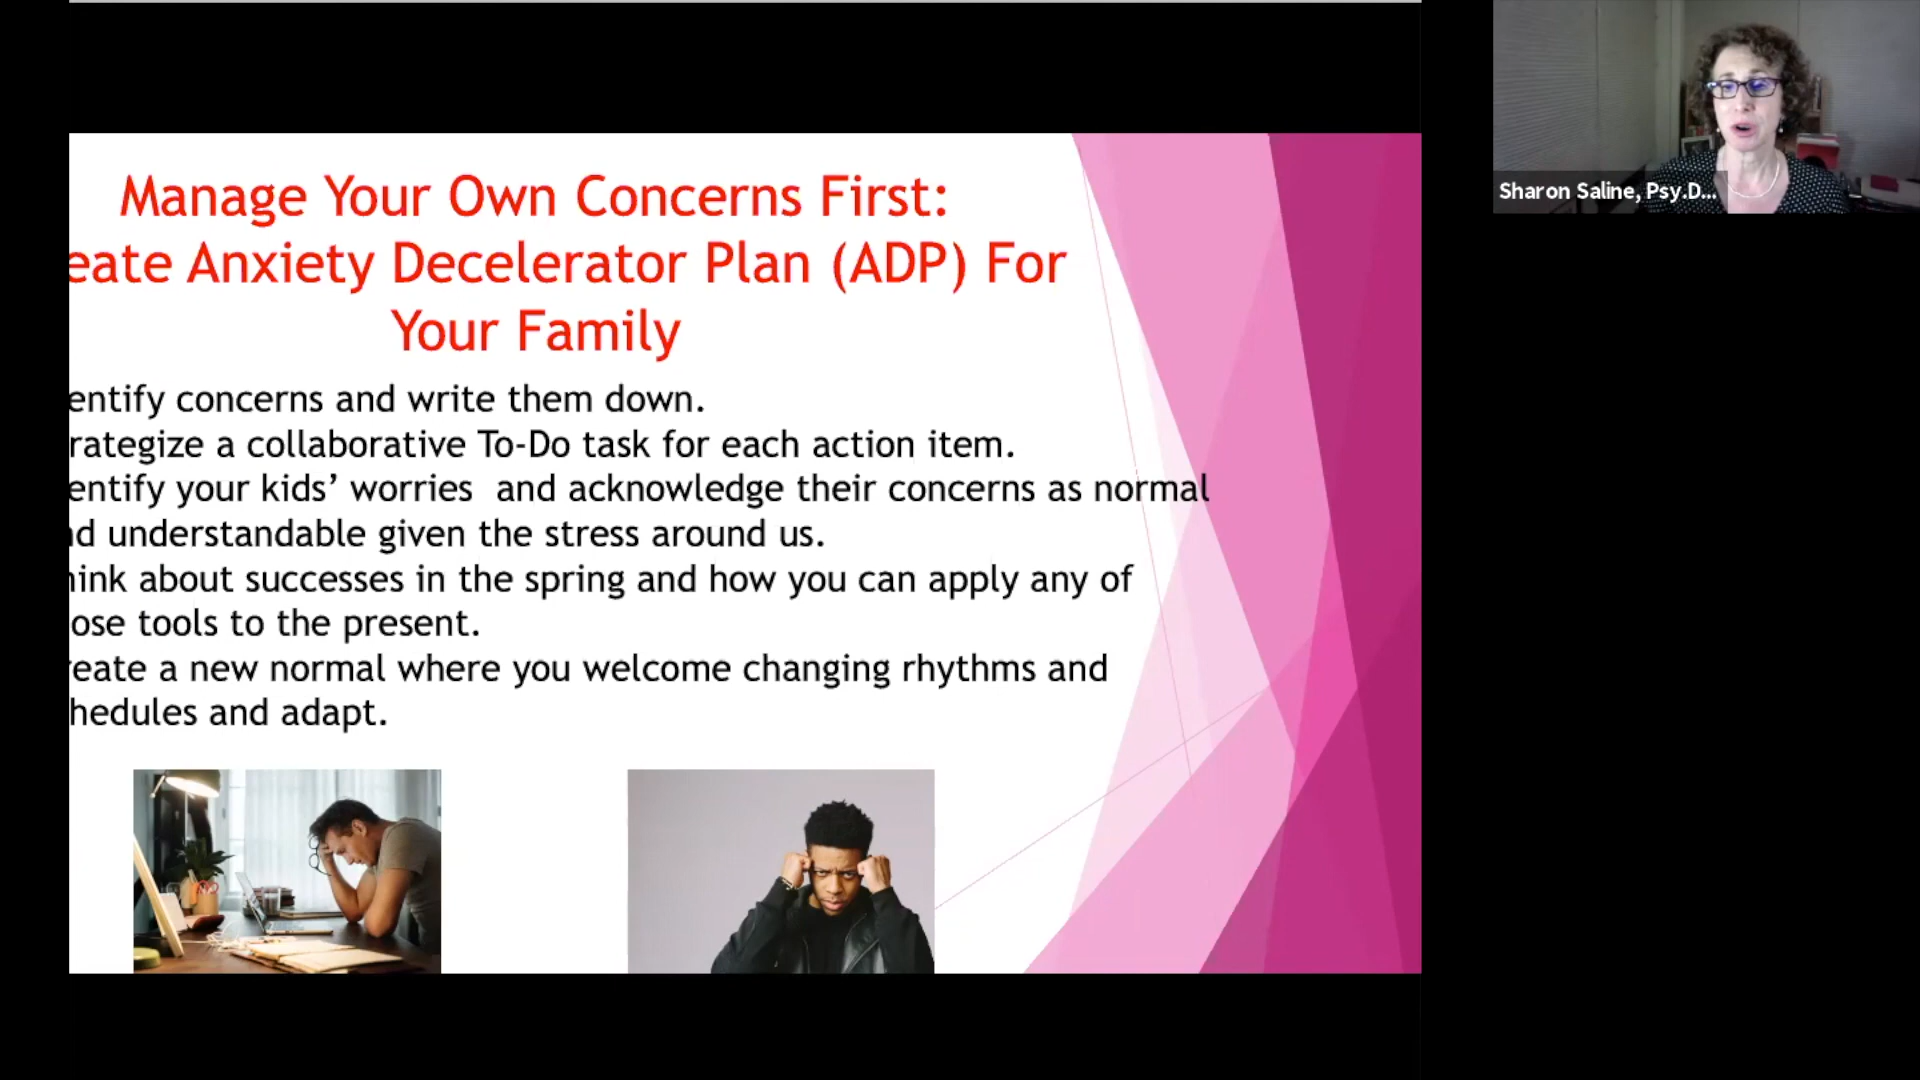 Manage Your Own Concerns First:
eate Anxiety Decelerator Plan (ADP) For
Your Family
entify concerns and write them down.
rategize a collaborative To-Do task for each action item.
entify your kids’ worries and acknowledge their concerns as normal
nd understandable given the stress around us.
hink about successes in the spring and how you can apply any of
ose tools to the present.
reate a new normal where you welcome changing rhythms and
hedules and adapt.
Sharon Saline, Psy.D...